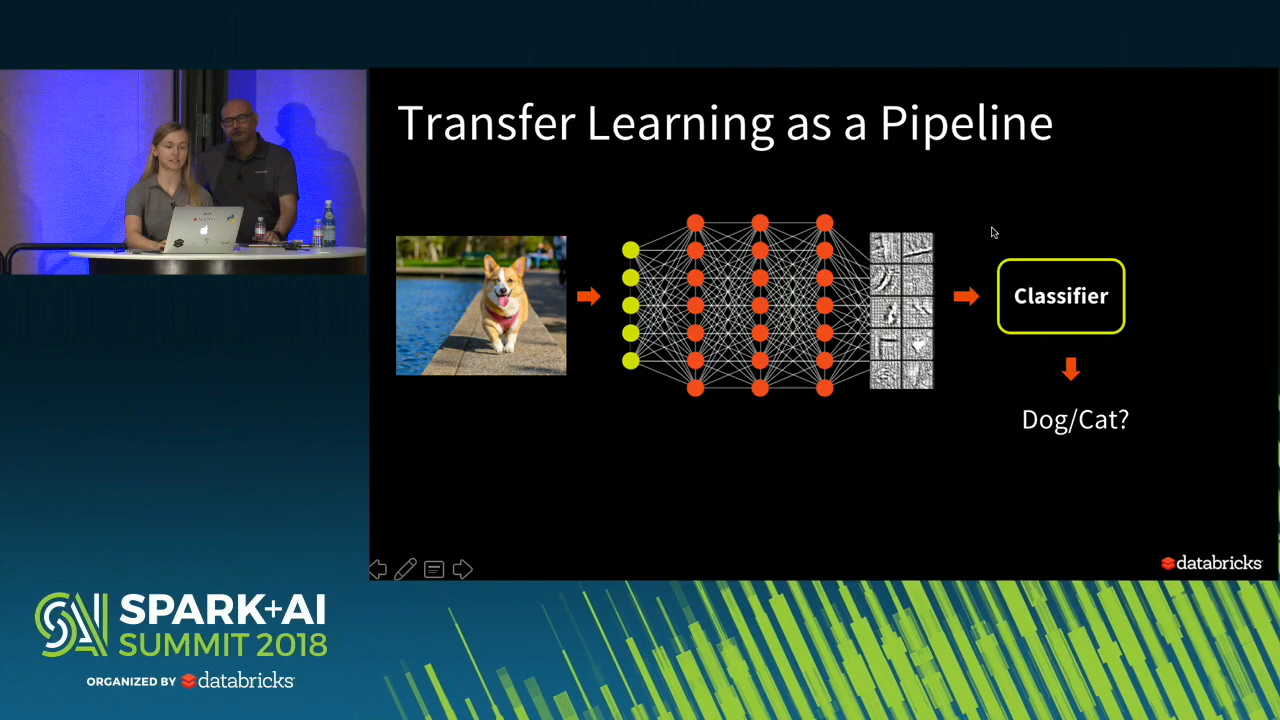 Transfer Learning as a Pipeline
Classifier
Dog/Cat?
databricks
SPARK+AI
SUMMIT 2018
ORGANIZED BY databricks